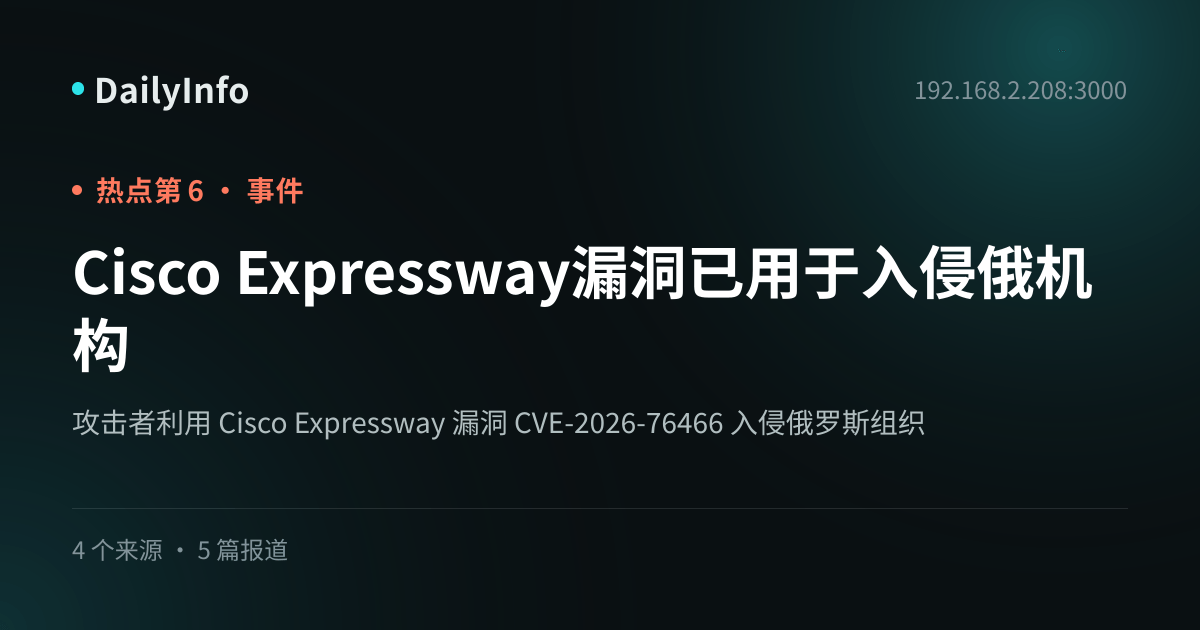 DailyInfo
192.168.2.208:3000
热点第 6 · 事件
Cisco Expressway漏洞已用于入侵俄机
构
攻击者利用 Cisco Expressway 漏洞 CVE-2026-76466 入侵俄罗斯组织
4 个来源 · 5 篇报道